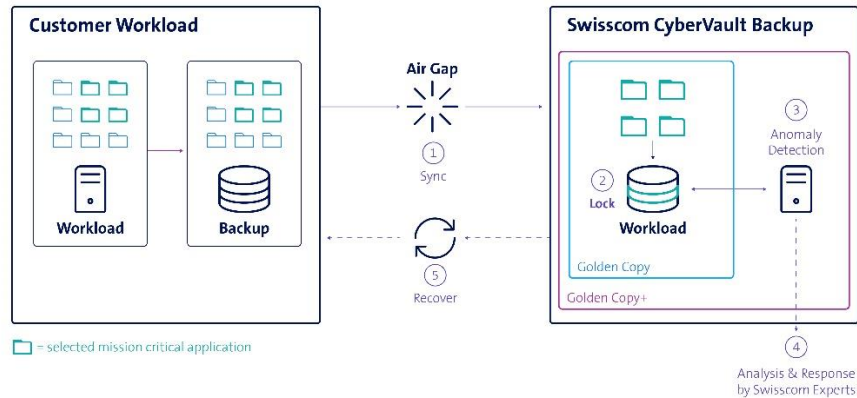 Customer Workload
Workload
Backup
= selected mission critical application
Air Gap
1
Sync
5
Recover
Swisscom CyberVault Backup
2
Lock
Workload
Golden Copy
Golden Copy+
3
Anomaly
Detection
4
Analysis & Response
by Swisscom Experts